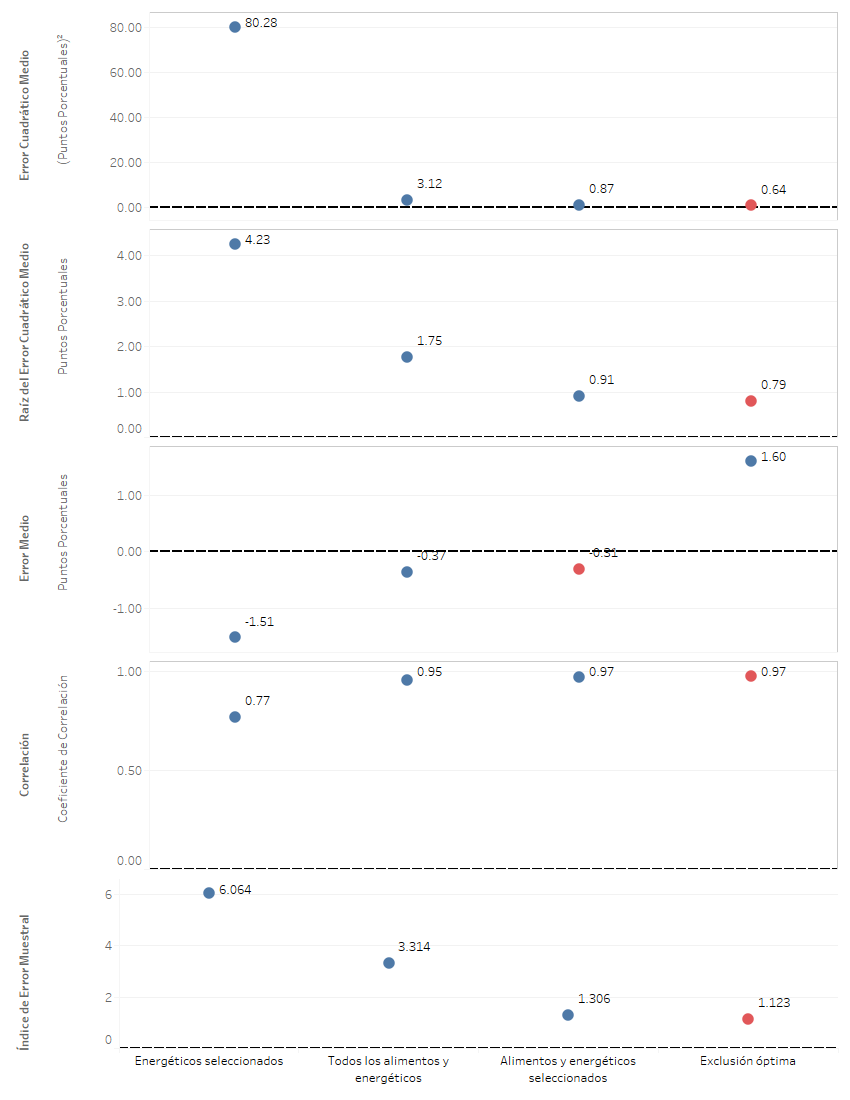 Error Cuadrático Medio
(Puntos Porcentuales)²
80.00
60.00
40.00
20.00
0.00
80.28
3.12
0.87
0.64
Raíz del Error Cuadrático Medio
Puntos Porcentuales
4.00
3.00
2.00
1.00
0.00
4.23
1.75
0.91
0.79
Error Medio
Puntos Porcentuales
1.00
0.00
-1.00
-1.51
-0.37
-0.31
1.60
Correlación
Coeficiente de Correlación
1.00
0.50
0.00
0.77
0.95
0.97
0.97
Índice de Error Muestral
6
4
2
0
6.064
3.314
1.306
1.123
Energéticos seleccionados
Todos los alimentos y
energéticos
Alimentos y energéticos
seleccionados
Exclusión óptima